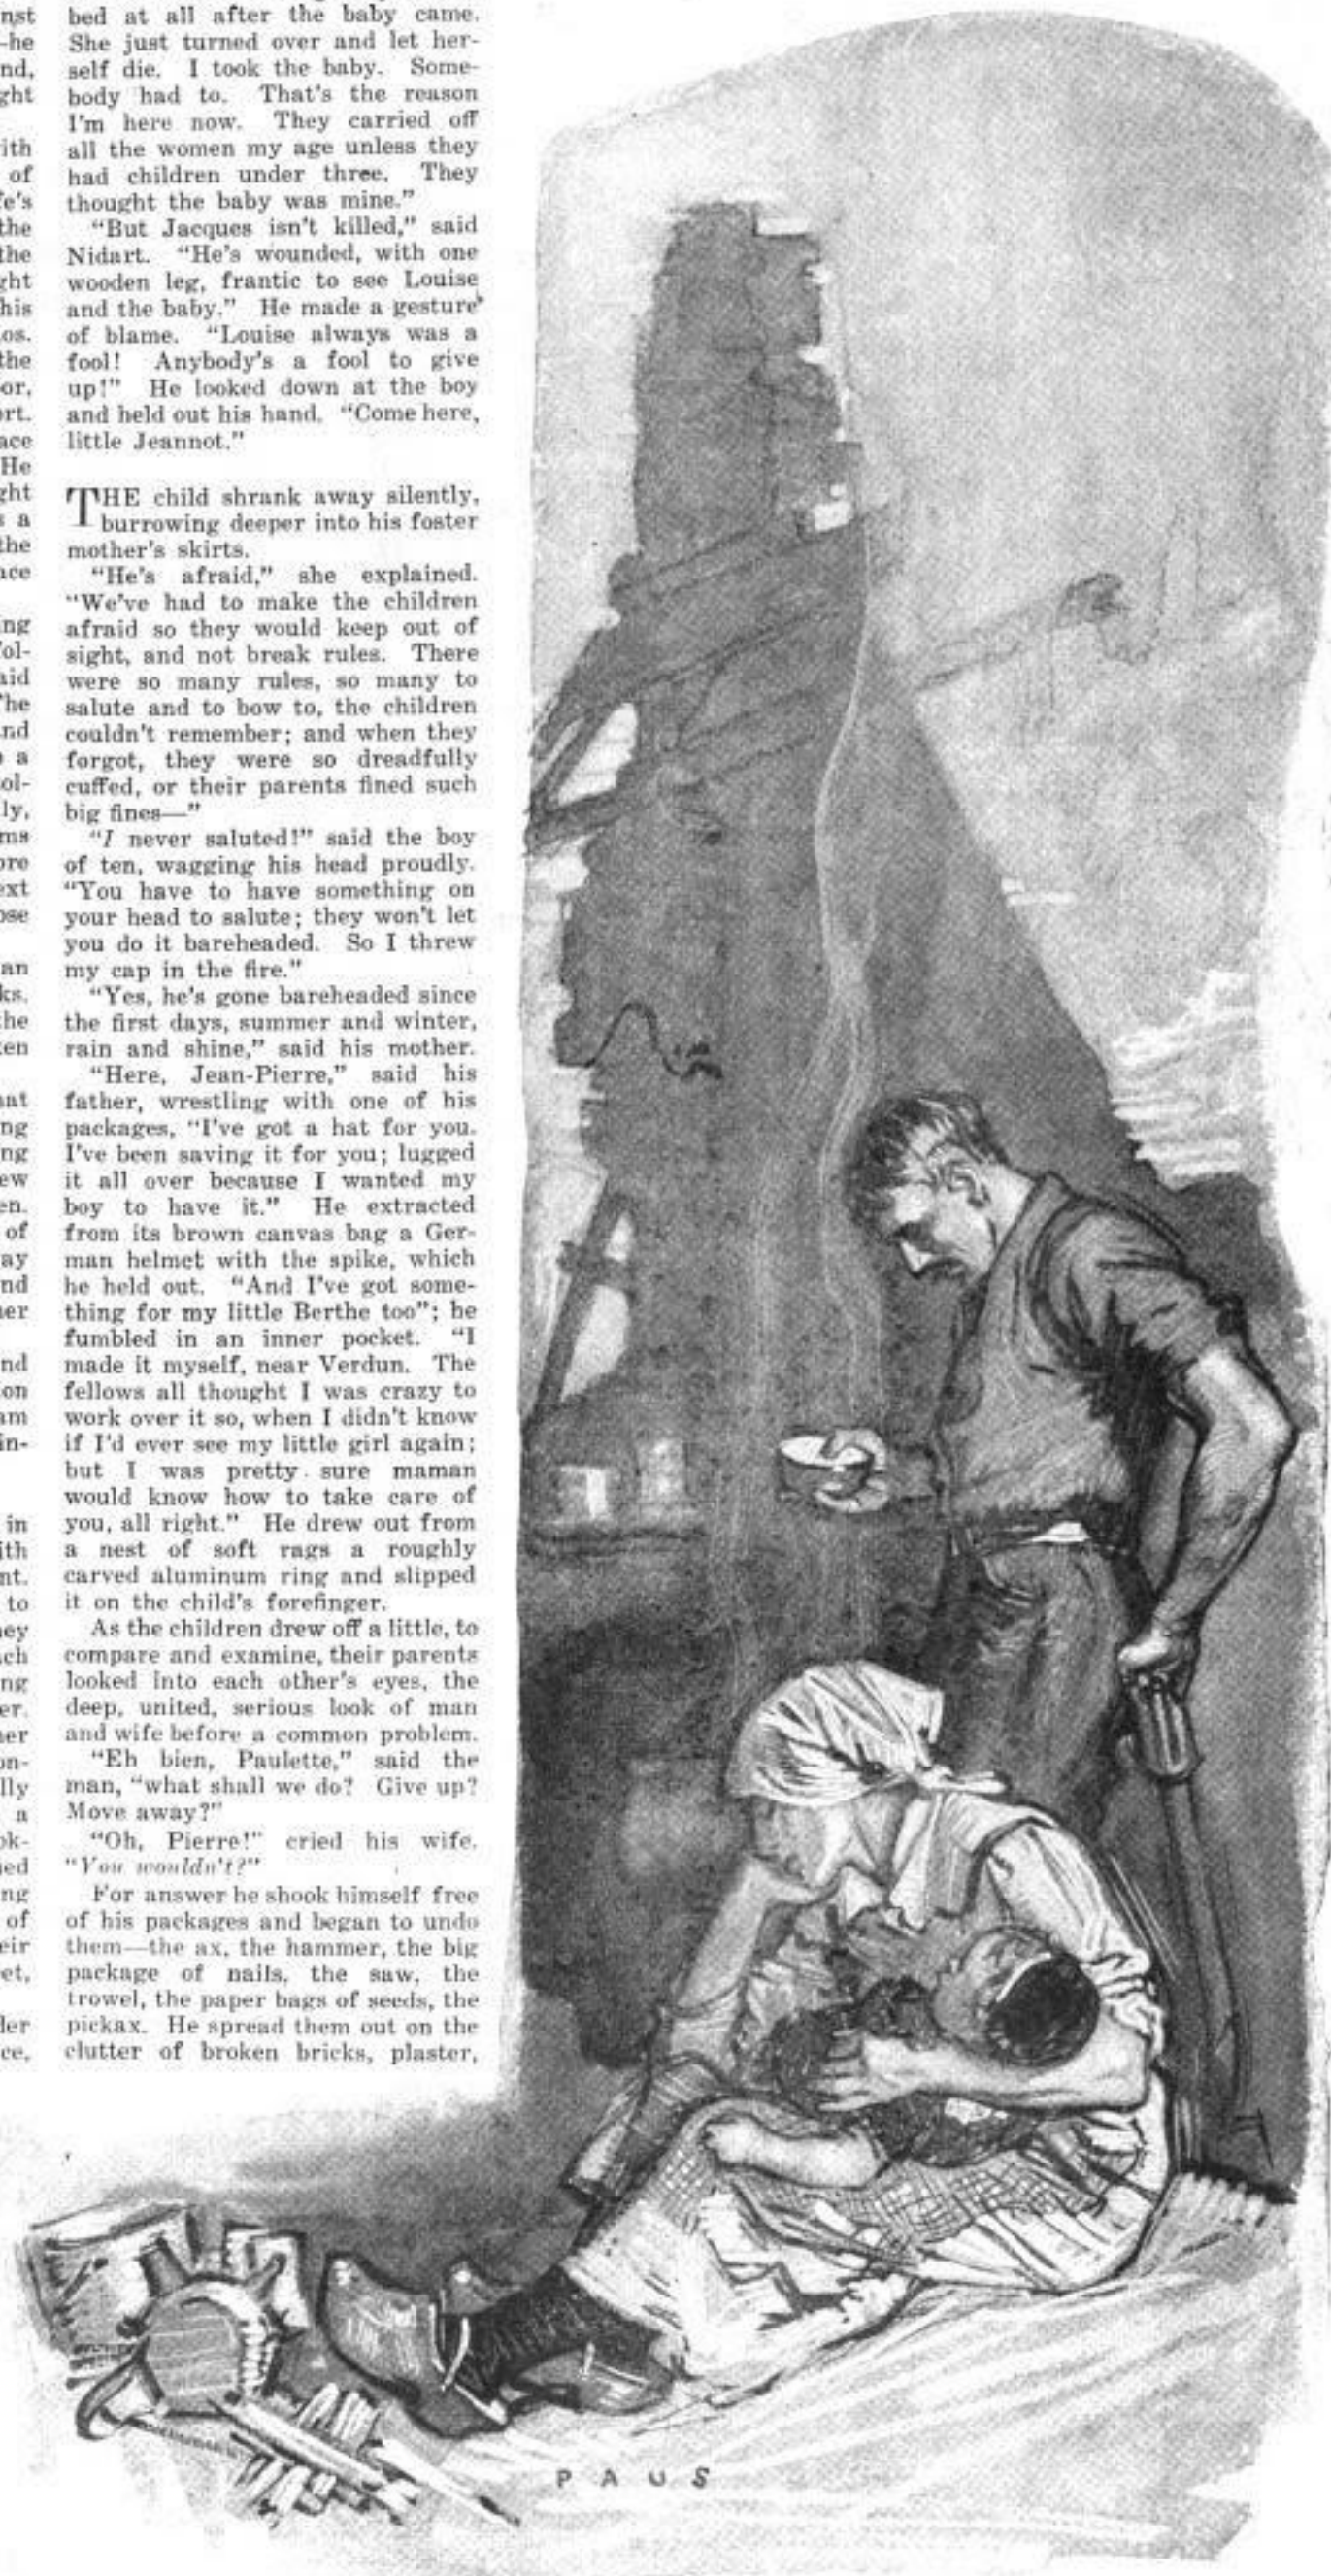 bed at all after the baby came.
She just turned over and let her-
self die. I took the baby. Some-
body had to. That's the reason
I'm here now. They carried off
all the women my age unless they
had children under three. They
thought the baby was mine."
"But Jacques isn't killed," said
Nidart. "He's wounded, with one
wooden leg, frantic to see Louise
and the baby." He made a gesture
of blame. "Louise always was a
fool! Anybody's a fool to give
up!" He looked down at the boy
and held out his hand. "Come here,
little Jeannot."
THE child shrank away silently,
burrowing deeper into his foster
mother's skirts.
"He's afraid," she explained.
"We've had to make the children
afraid so they would keep out of
sight, and not break rules. There
were so many rules, so many to
salute and to bow to, the children
couldn't remember; and when they
forgot, they were so dreadfully
cuffed, or their parents fined such
big fines—"
"I never saluted!" said the boy
of ten, wagging his head proudly.
"You have to have something on
your head to salute; they won't let
you do it bareheaded. So I threw
my cap in the fire."
"Yes, he's gone bareheaded since
the first days, summer and winter,
rain and shine," said his mother.
"Here, Jean-Pierre," said his
father, wrestling with one of his
packages, "I've got a hat for you.
I've been saving it for you; lugged
it all over because I wanted my
boy to have it." He extracted
from its brown canvas bag a Ger-
man helmet with the spike, which
he held out. "And I've got some-
thing for my little Berthe too"; he
fumbled in an inner pocket. "I
made it myself, near Verdun. The
fellows all thought I was crazy to
work over it so, when I didn't know
if I'd ever see my little girl again;
but I was pretty sure maman
would know how to take care of
you, all right." He drew out from
a nest of soft rags a roughly
carved aluminum ring and slipped
it on the child's forefinger.
As the children drew off a little, to
compare and examine, their parents
looked into each other's eyes, the
deep, united, serious look of man
and wife before a common problem.
"Eh bien, Paulette," said the
man, "what shall we do? Give up?
Move away?"
"Oh, Pierre!" cried his wife.
"You wouldn't?"
For answer he shook himself free
of his packages and began to undo
them—the ax, the hammer, the big
package of nails, the saw, the
trowel, the paper bags of seeds, the
pickax. He spread them out on the
clutter of broken bricks, plaster,
PAUS